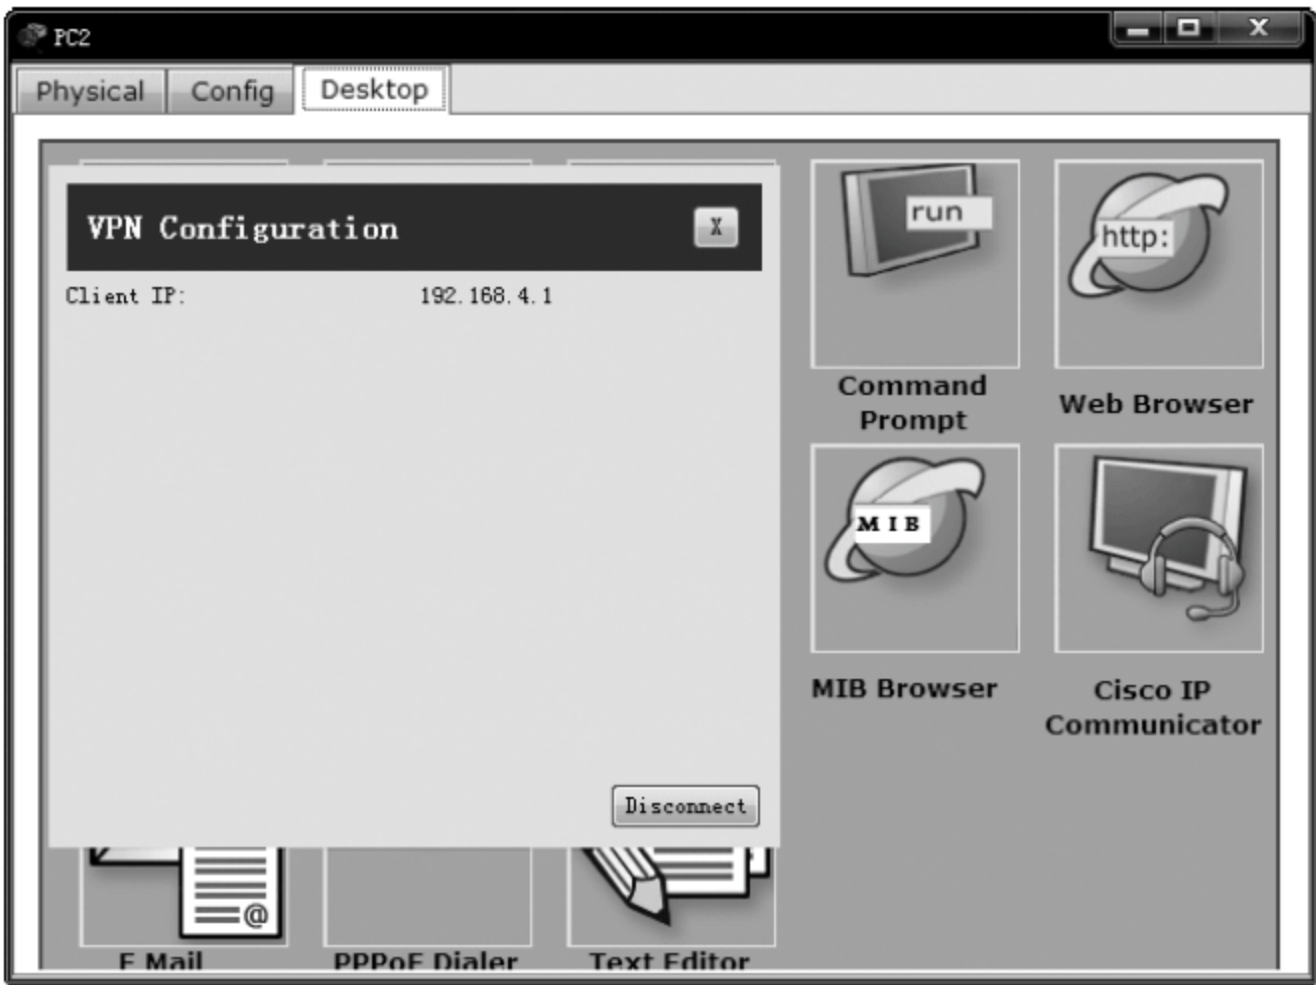 PC2
X
Physical
Config
Desktop
VPN Configuration
X
Client IP:
192.168.4.1
Disconnect
run
Command
Prompt
http:
Web Browser
MIB
MIB Browser
Cisco IP
Communicator
@
E Mail
PPPoE Dialer
Text Editor